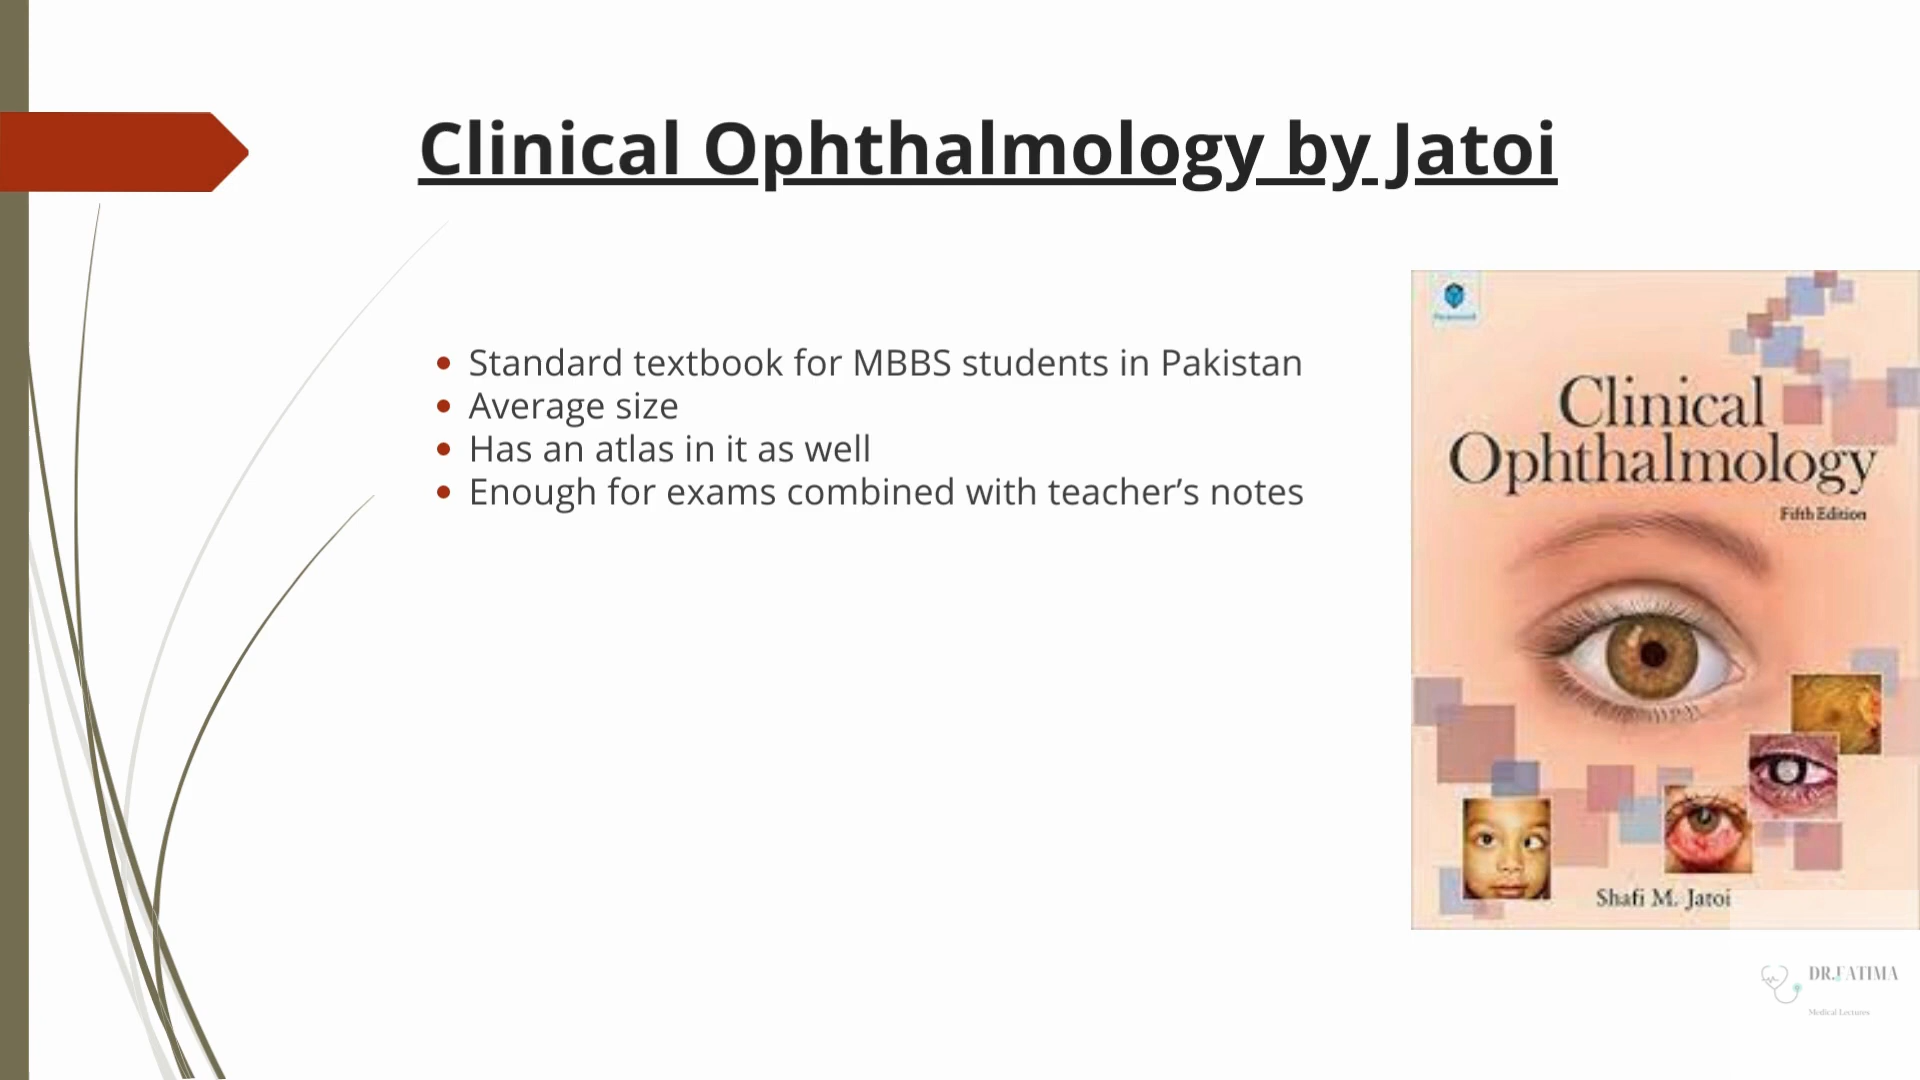 Clinical Ophthalmology by Jatoi
Standard textbook for MBBS students in Pakistan
Average size
Has an atlas in it as well
Enough for exams combined with teacher’s notes
Clinical
Ophthalmology
Fifth Edition
Shafi M. Jatoi
DR.FATIMA
Medical Lectures